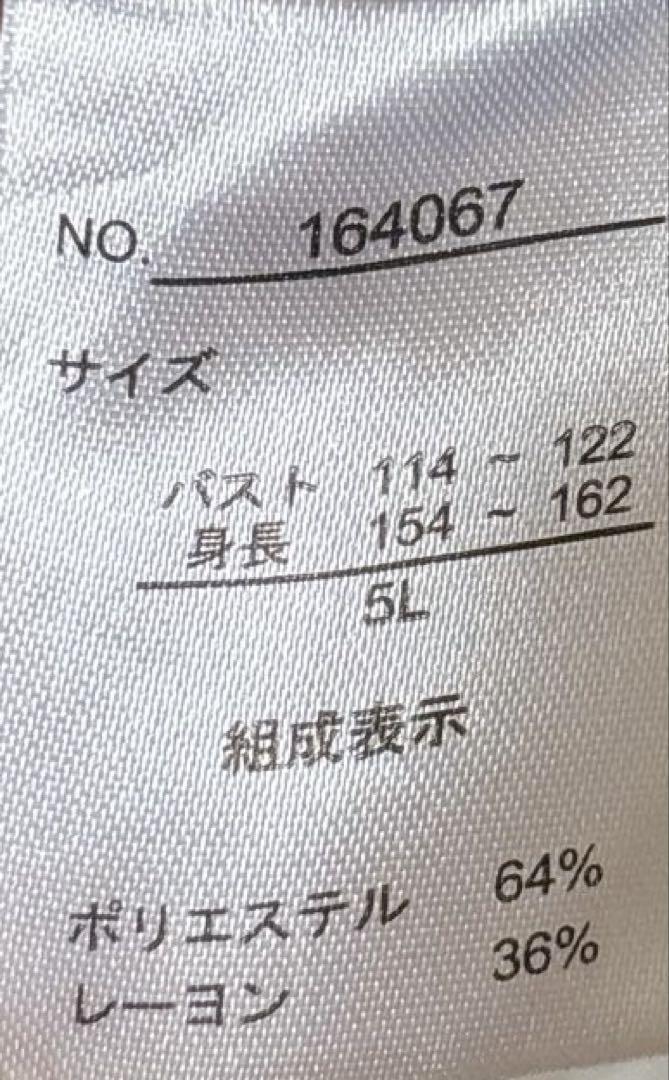 NO. 164067
サイズ
バスト 114 ~ 122
身長 154 ~ 162
5L
組成表示
ポリエステル 64%
レーヨン 36%